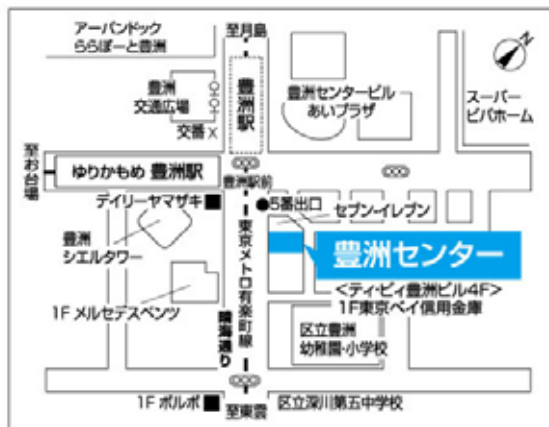 アーバンドック
ららぽーと豊洲
至月島
N
豊洲
交通広場
交番 X
豊洲駅
豊洲センタービル
あいプラザ
スーパー
ビバホーム
至お台場
ゆりかもめ 豊洲駅
豊洲駅前
デイリーヤマザキ
5番出口
セブン-イレブン
豊洲
シエルタワー
東京メトロ有楽町線
豊洲センター
<ティ・ビィ豊洲ビル4F>
1F東京ベイ信用金庫
1F メルセデスベンツ
晴海通り
区立豊洲
幼稚園・小学校
1F ボルボ
至東雲
区立深川第五中学校